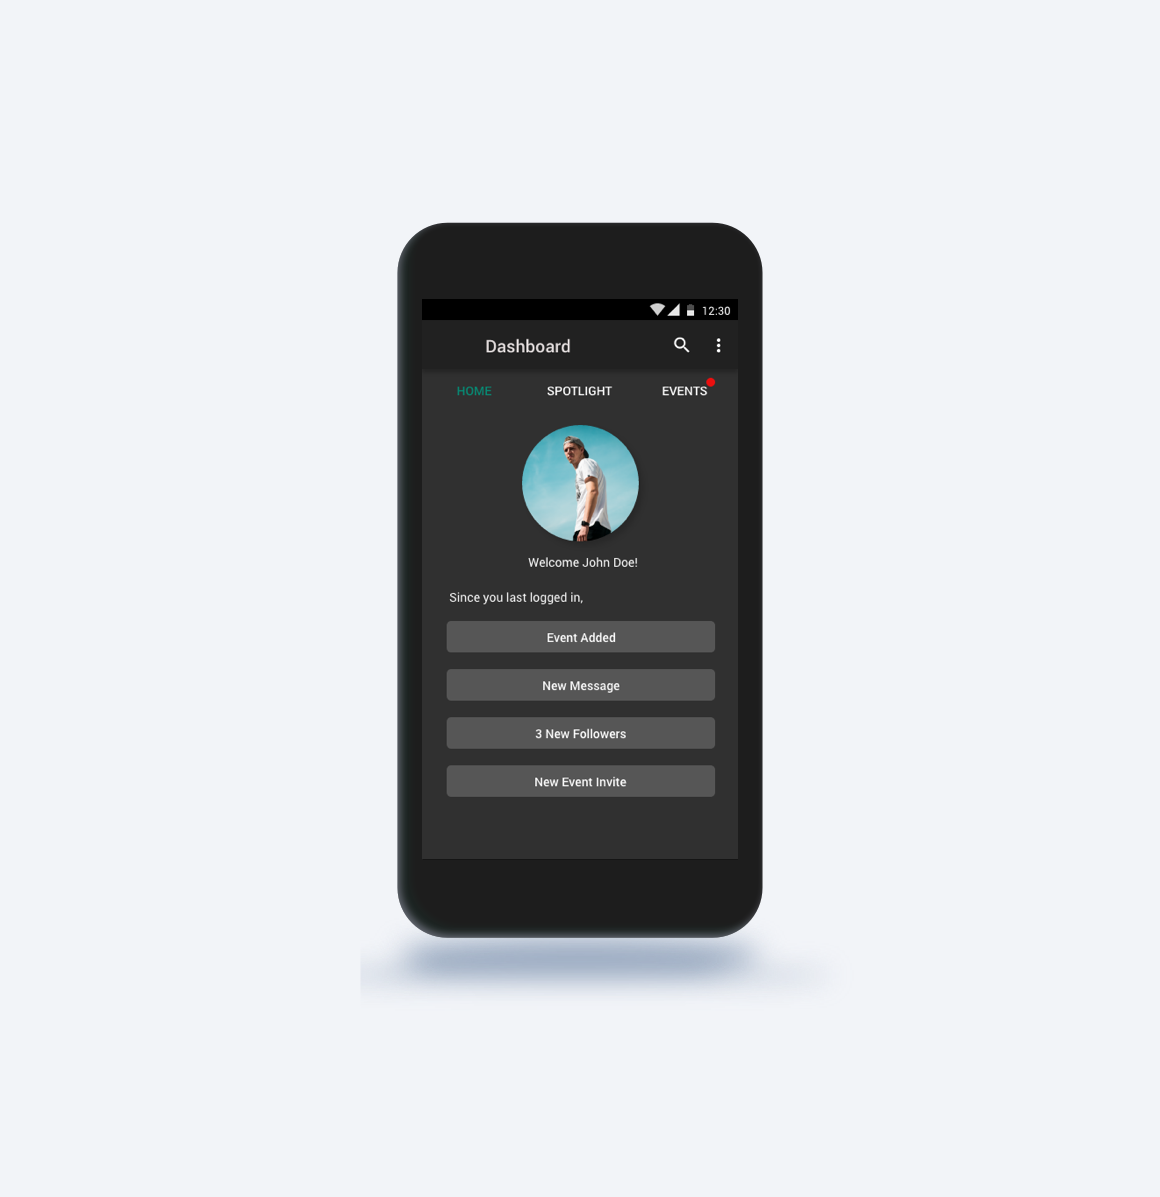 12:30
Dashboard
HOME SPOTLIGHT EVENTS
Welcome John Doe!
Since you last logged in,
Event Added
New Message
3 New Followers
New Event Invite